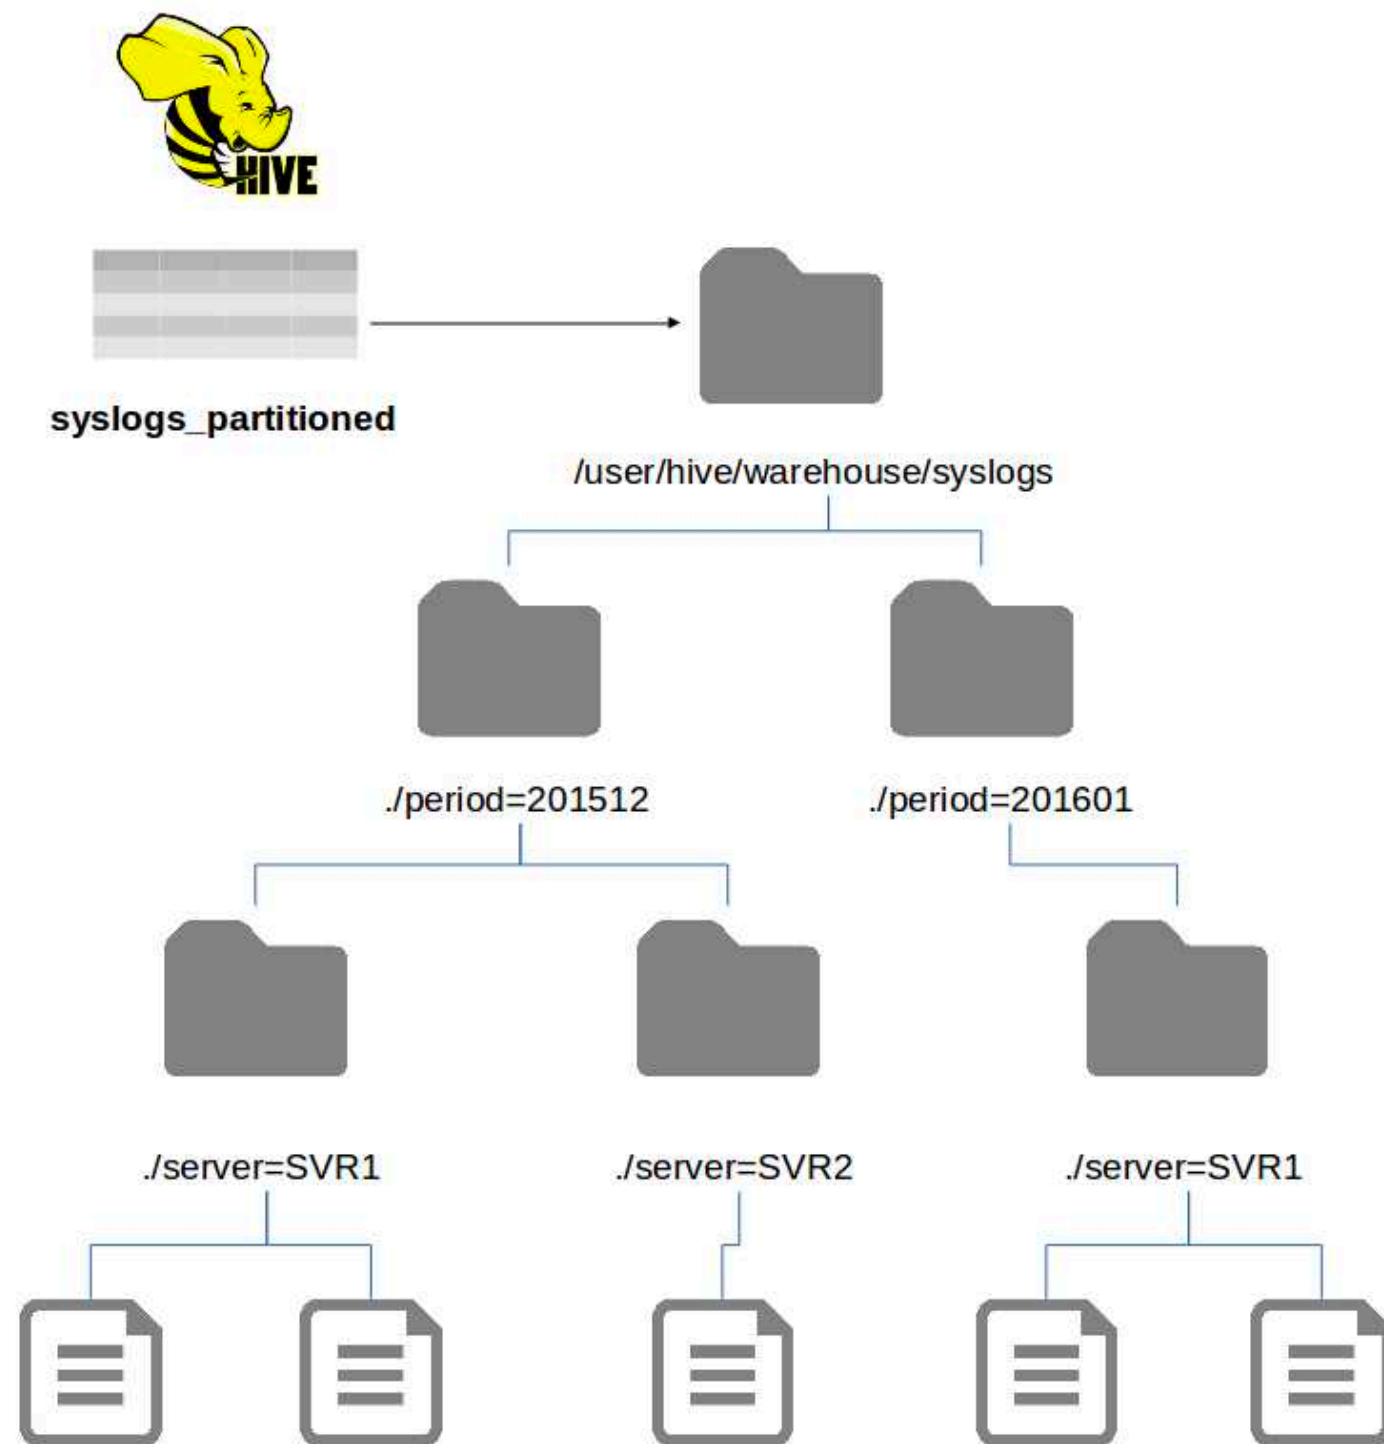 HIVE
syslogs_partitioned
/user/hive/warehouse/syslogs
./period=201512
./period=201601
./server=SVR1
./server=SVR2
./server=SVR1